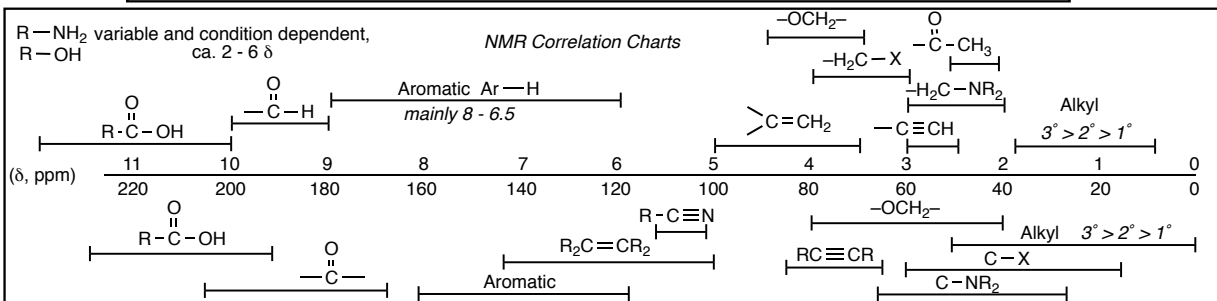 R—NH₂ variable and condition dependent,
R—OH ca. 2 - 6 δ
NMR Correlation Charts
–OCH₂–
O
–C–CH₃
–H₂C–X
–H₂C–NR₂
Aromatic Ar—H
mainly 8 - 6.5
O
–C–H
O
R–C–OH
C=CH₂
–C≡CH
Alkyl
3° > 2° > 1°
11 10 9 8 7 6 5 4 3 2 1 0
(δ, ppm)
220 200 180 160 140 120 100 80 60 40 20 0
O
R–C–OH
O
–C–
R–C≡N
R₂C=CR₂
Aromatic
–OCH₂–
RC≡CR
Alkyl 3° > 2° > 1°
C–X
C–NR₂